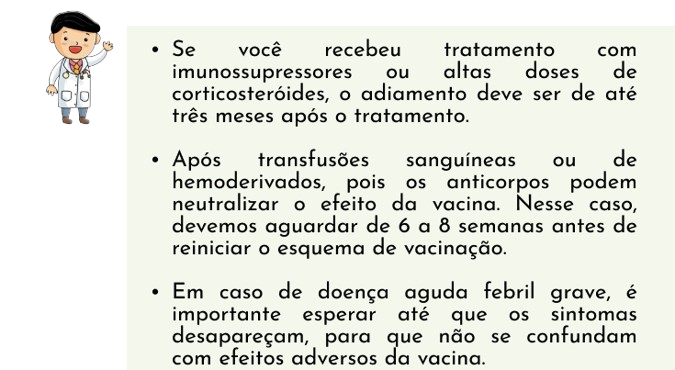 • Se você recebeu tratamento com
imunossupressores ou altas doses de
corticosteróides, o adiamento deve ser de até
três meses após o tratamento.
• Após transfusões sanguíneas ou de
hemoderivados, pois os anticorpos podem
neutralizar o efeito da vacina. Nesse caso,
devemos aguardar de 6 a 8 semanas antes de
reiniciar o esquema de vacinação.
• Em caso de doença aguda febril grave, é
importante esperar até que os sintomas
desapareçam, para que não se confundam
com efeitos adversos da vacina.